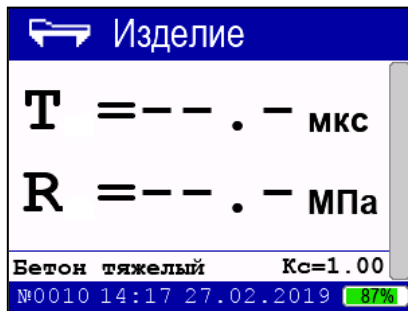 Изделие
T =--.- мкс
R =--.- МПа
Бетон тяжелый Кс=1.00
№0010 14:17 27.02.2019 87%